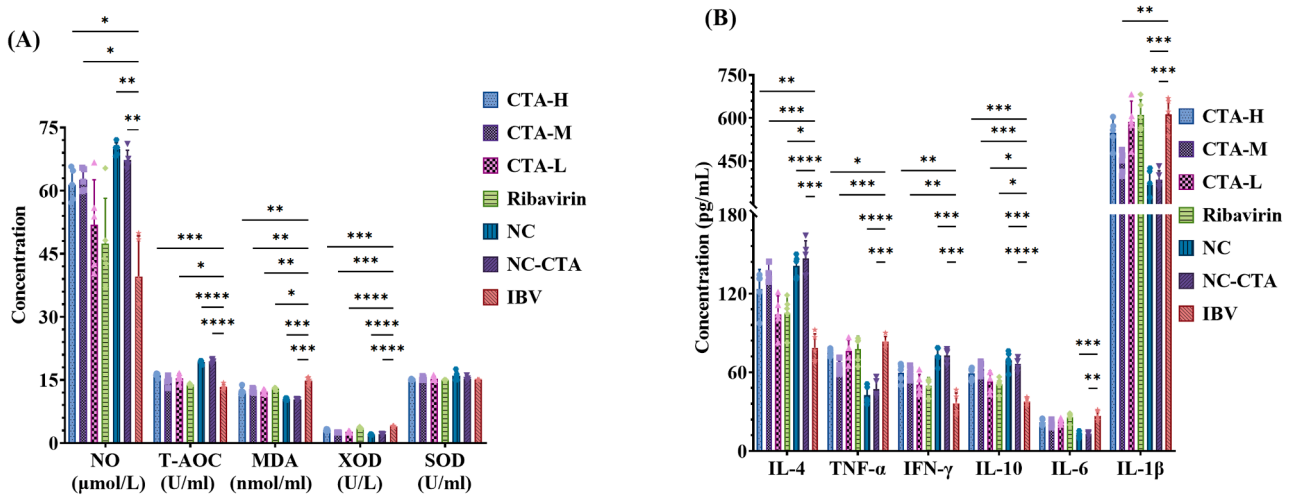 (A)
*
*
**
**
***
*
****
****
**
**
**
*
***
***
***
***
****
****
****
Concentration
75
60
45
30
15
0
NO
(μmol/L)
T-AOC
(U/ml)
MDA
(nmol/ml)
XOD
(U/L)
SOD
(U/ml)
CTA-H
CTA-M
CTA-L
Ribavirin
NC
NC-CTA
IBV
(B)
**
***
*
****
***
*
***
****
***
**
**
***
***
***
***
*
*
***
****
***
**
**
***
***
Concentration (pg/mL)
750
600
450
180
120
60
0
IL-4
TNF-α
IFN-γ
IL-10
IL-6
IL-1β
CTA-H
CTA-M
CTA-L
Ribavirin
NC
NC-CTA
IBV